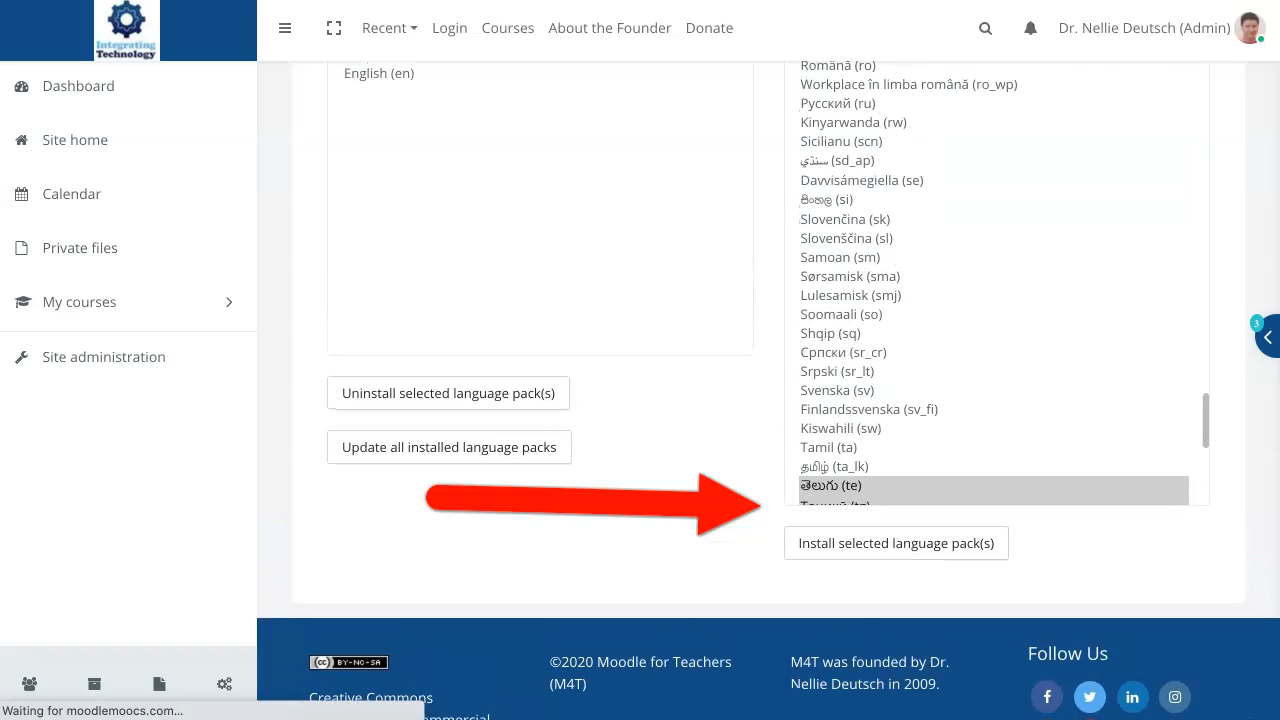 Integrating
Technology
Recent
Login
Courses
About the Founder
Donate
Dr. Nellie Deutsch (Admin)
Dashboard
Site home
Calendar
Private files
My courses
Site administration
English (en)
Uninstall selected language pack(s)
Update all installed language packs
Română (ro)
Workplace în limba română (ro_wp)
Русский (ru)
Kinyarwanda (rw)
Sicilianu (scn)
سنڌي (sd_ap)
Davvisámegiella (se)
සිංහල (si)
Slovenčina (sk)
Slovenščina (sl)
Samoan (sm)
Sørsamisk (sma)
Lulesamisk (smj)
Soomaali (so)
Shqip (sq)
Српски (sr_cr)
Srpski (sr_lt)
Svenska (sv)
Finlandssvenska (sv_fi)
Kiswahili (sw)
Tamil (ta)
தமிழ் (ta_lk)
తెలుగు (te)
Install selected language pack(s)
3
CC BY-NC-SA
Creative Commons
©2020 Moodle for Teachers
(M4T)
M4T was founded by Dr.
Nellie Deutsch in 2009.
Follow Us
Waiting for moodlemoocs.com...